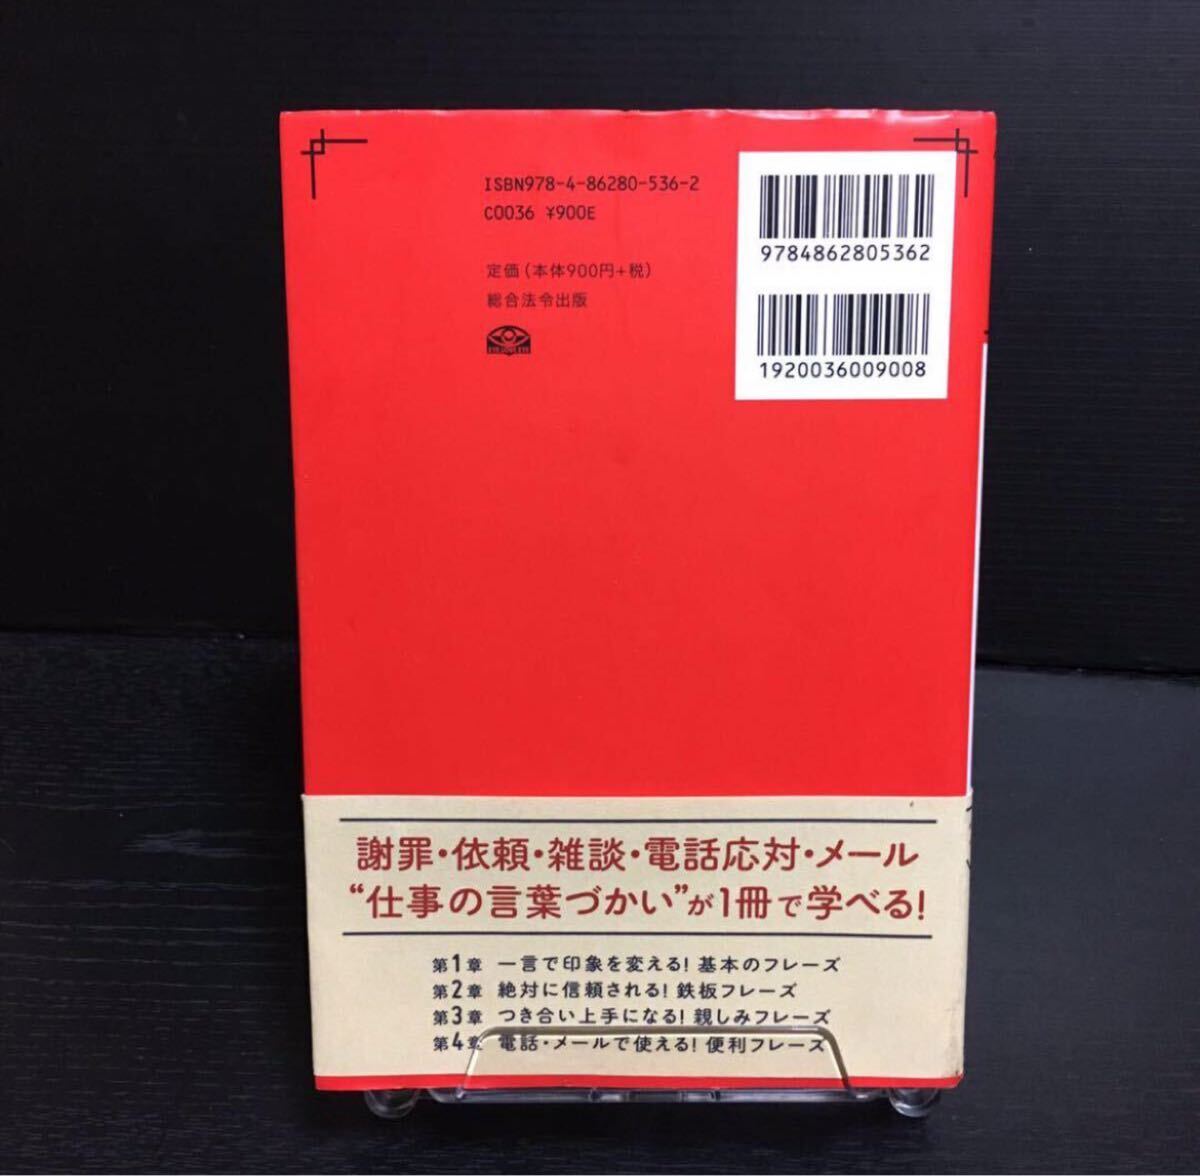 ISBN978-4-86280-536-2
C0036 ¥900E
定価(本体900円+税)
総合法令出版
9784862805362
1920036009008
謝罪・依頼・雑談・電話応対・メール
“仕事の言葉づかい”が1冊で学べる!
第1章 一言で印象を変える! 基本のフレーズ
第2章 絶対に信頼される! 鉄板フレーズ
第3章 つき合い上手になる! 親しみフレーズ
第4章 電話・メールで使える! 便利フレーズ